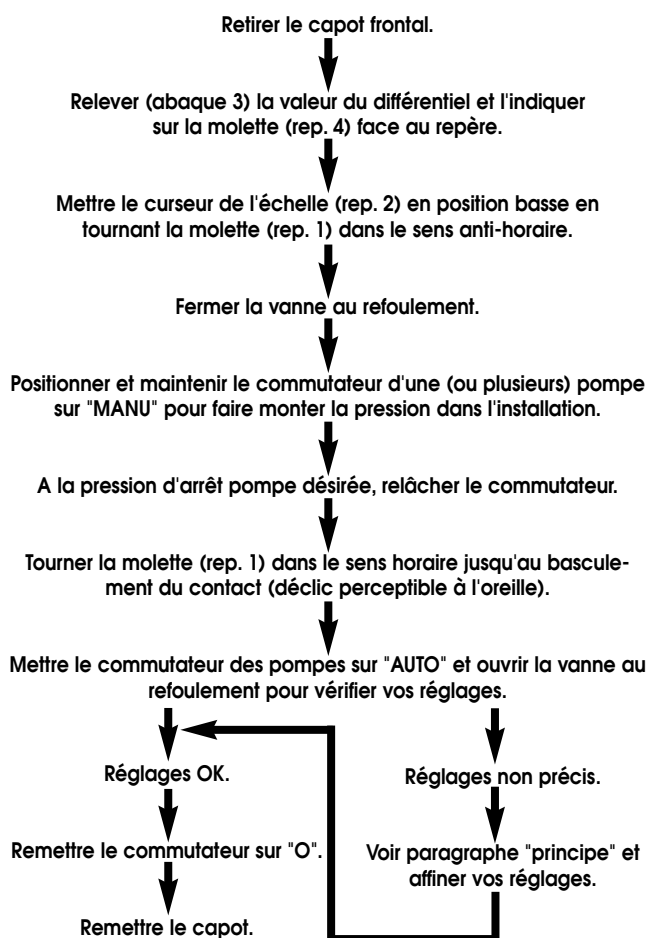 Retirer le capot frontal.
Relever (abaque 3) la valeur du différentiel et l'indiquer
sur la molette (rep. 4) face au repère.
Mettre le curseur de l'échelle (rep. 2) en position basse en
tournant la molette (rep. 1) dans le sens anti-horaire.
Fermer la vanne au refoulement.
Positionner et maintenir le commutateur d'une (ou plusieurs) pompe
sur "MANU" pour faire monter la pression dans l'installation.
A la pression d'arrêt pompe désirée, relâcher le commutateur.
Tourner la molette (rep. 1) dans le sens horaire jusqu'au bascule-
ment du contact (déclic perceptible à l'oreille).
Mettre le commutateur des pompes sur "AUTO" et ouvrir la vanne au
refoulement pour vérifier vos réglages.
Réglages OK.
Remettre le commutateur sur "O".
Remettre le capot.
Réglages non précis.
Voir paragraphe "principe" et
affiner vos réglages.